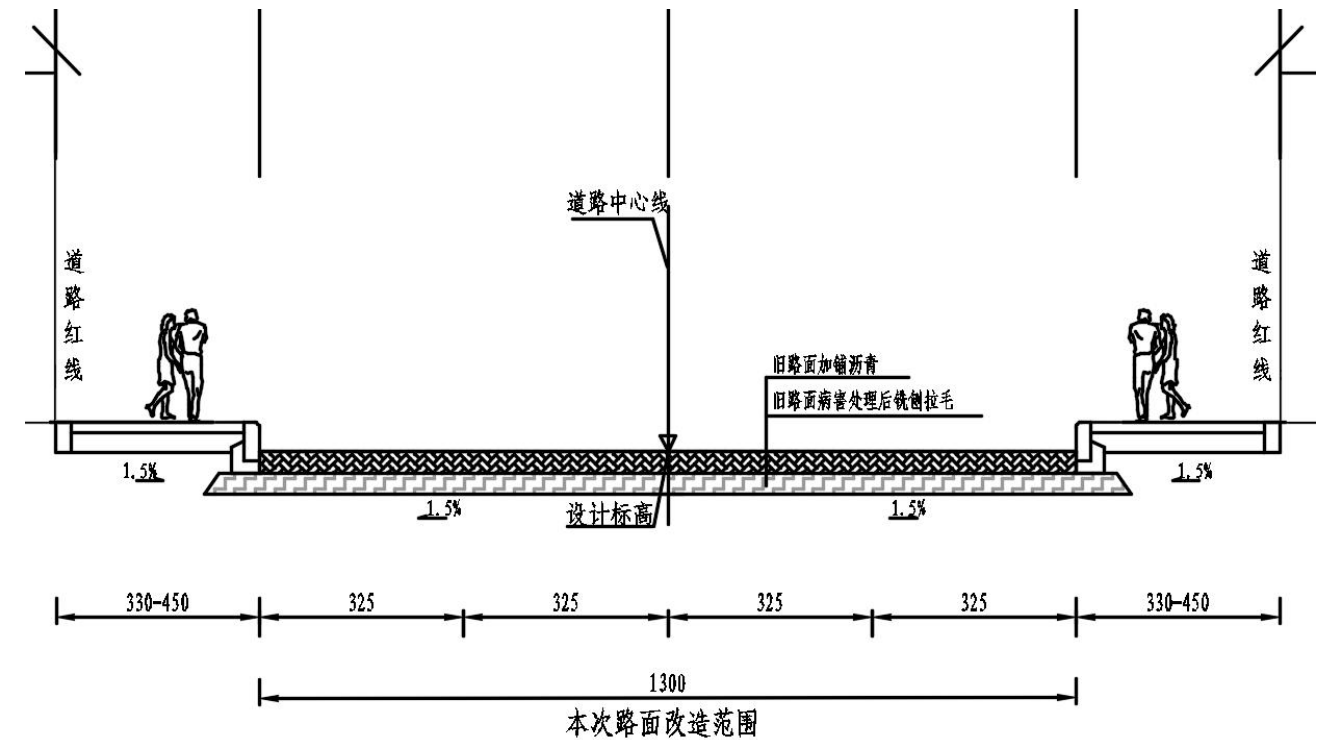 道路中心线
道路红线
道路红线
旧路面加铺沥青
旧路面病害处理后铣刨拉毛
1.5%
1.5%
1.5%
设计标高
1.5%
330-450
325
325
325
325
330-450
1300
本次路面改造范围